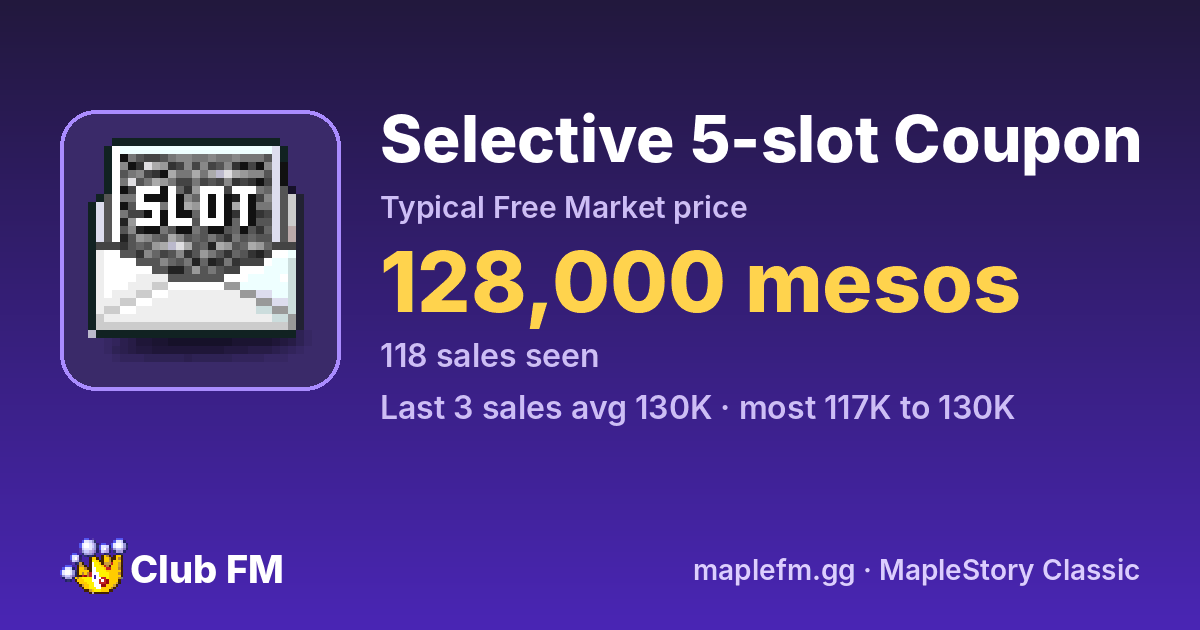 SLOT
Selective 5-slot Coupon
Typical Free Market price
128,000 mesos
118 sales seen
Last 3 sales avg 130K · most 117K to 130K
Club FM
maplefm.gg · MapleStory Classic